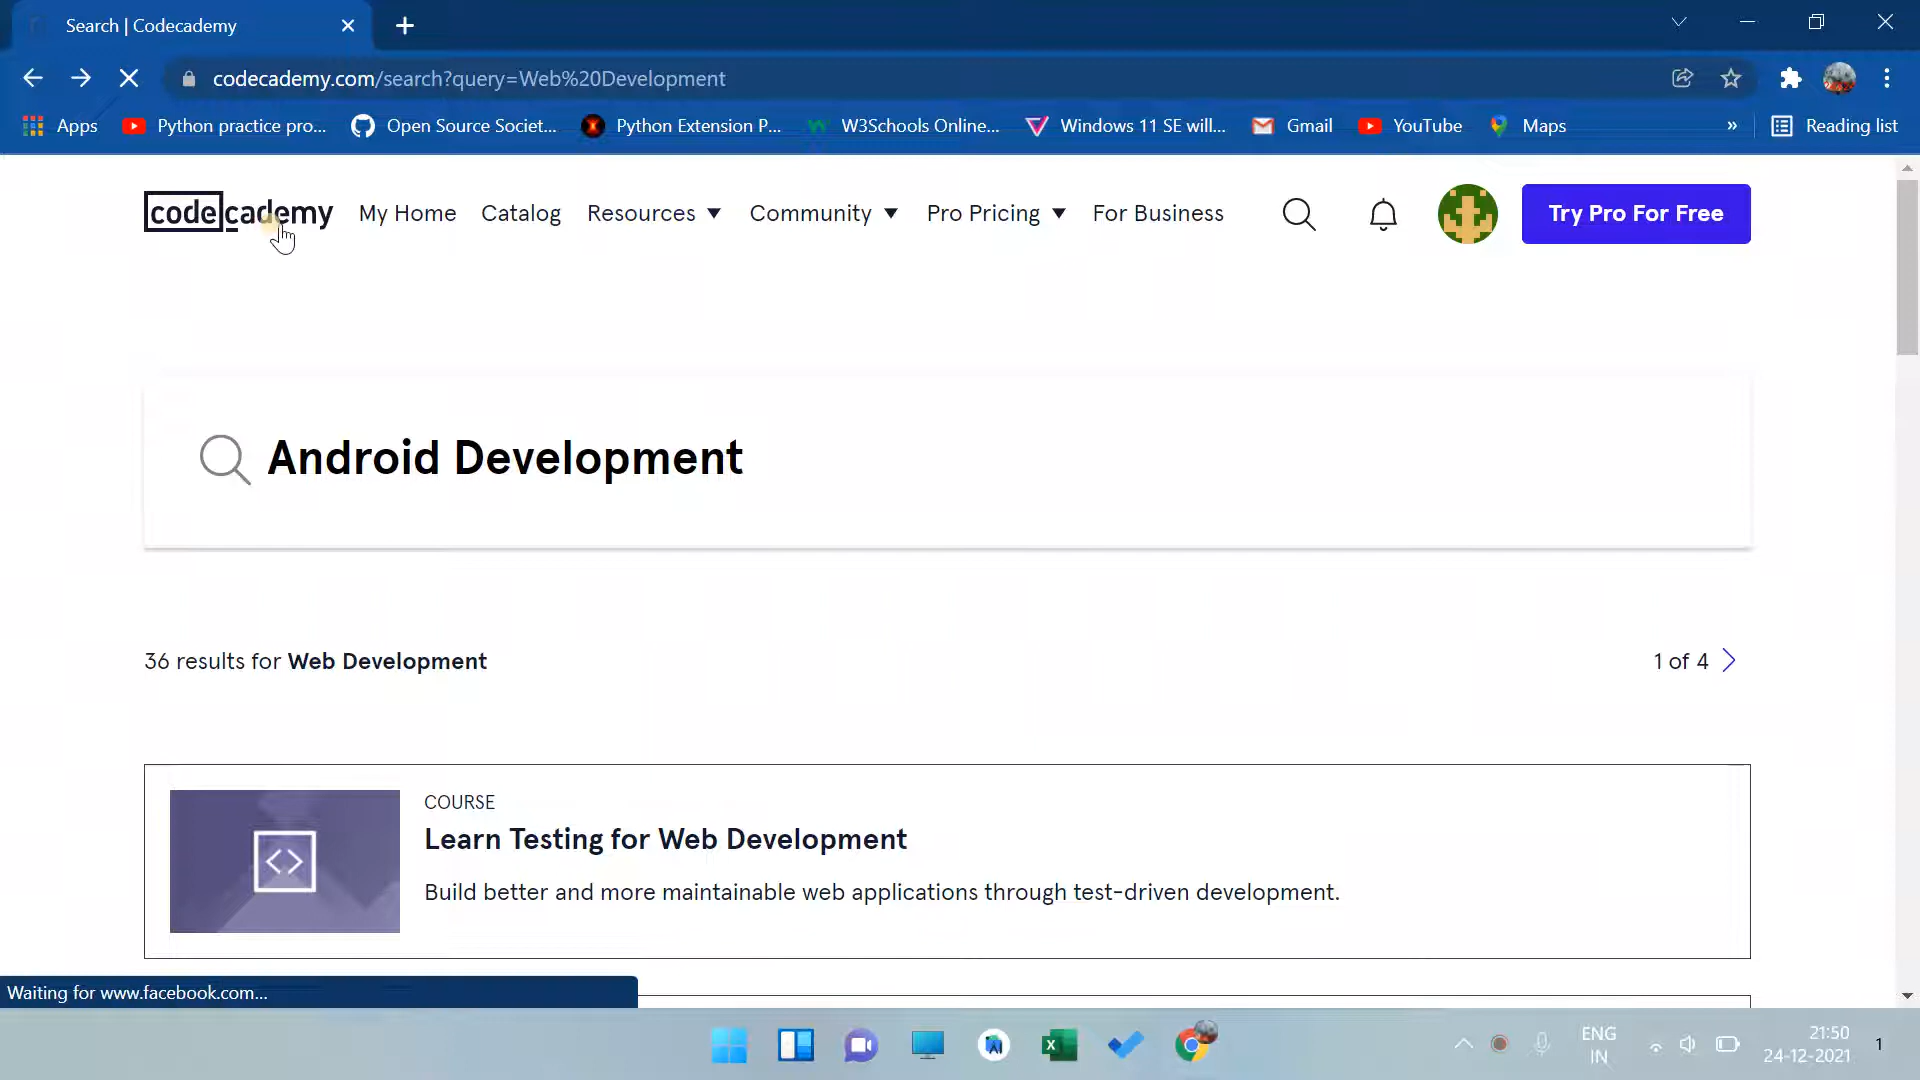 Search | Codecademy
codecademy.com/search?query=Web%20Development
Apps Python practice pro... Open Source Societ... Python Extension P... W3Schools Online... Windows 11 SE will... Gmail YouTube Maps » Reading list
codecademy My Home Catalog Resources Community Pro Pricing For Business Try Pro For Free
Android Development
36 results for Web Development 1 of 4
COURSE
Learn Testing for Web Development
Build better and more maintainable web applications through test-driven development.
Waiting for www.facebook.com...
ENG 21:50
IN 24-12-2021 1